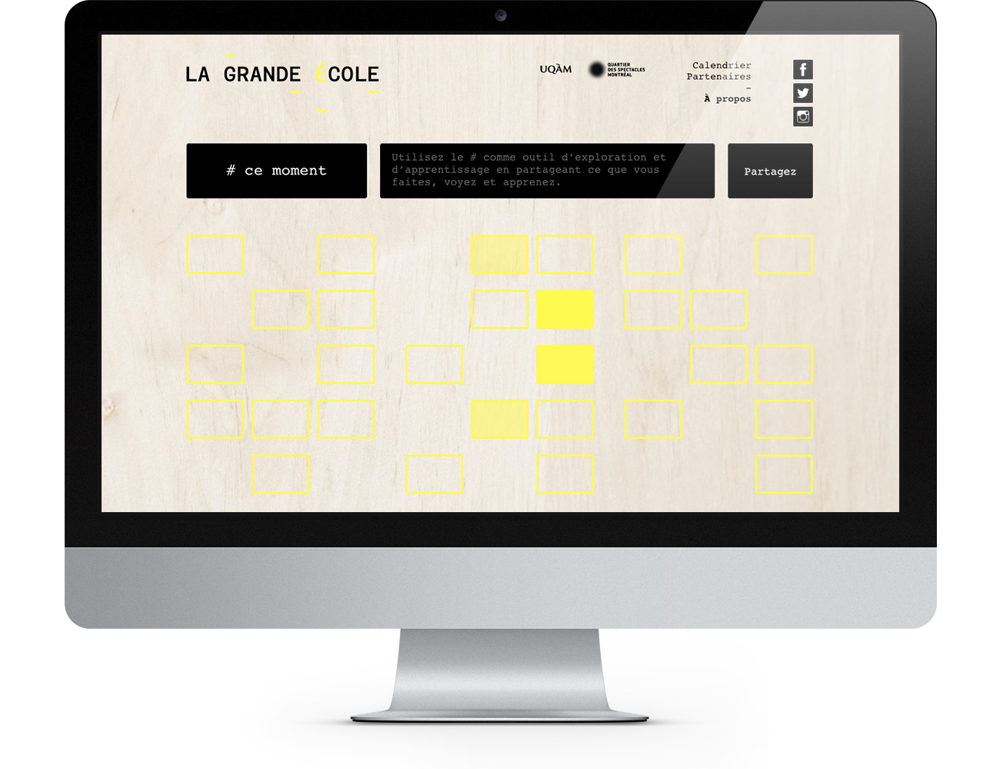 LA GRANDE ÉCOLE
UQÀM
QUARTIER
DES SPECTACLES
MONTRÉAL
Calendrier
Partenaires
–
À propos
# ce moment
Utilisez le # comme outil d’exploration et
d’apprentissage en partageant ce que vous
faites, voyez et apprenez.
Partagez